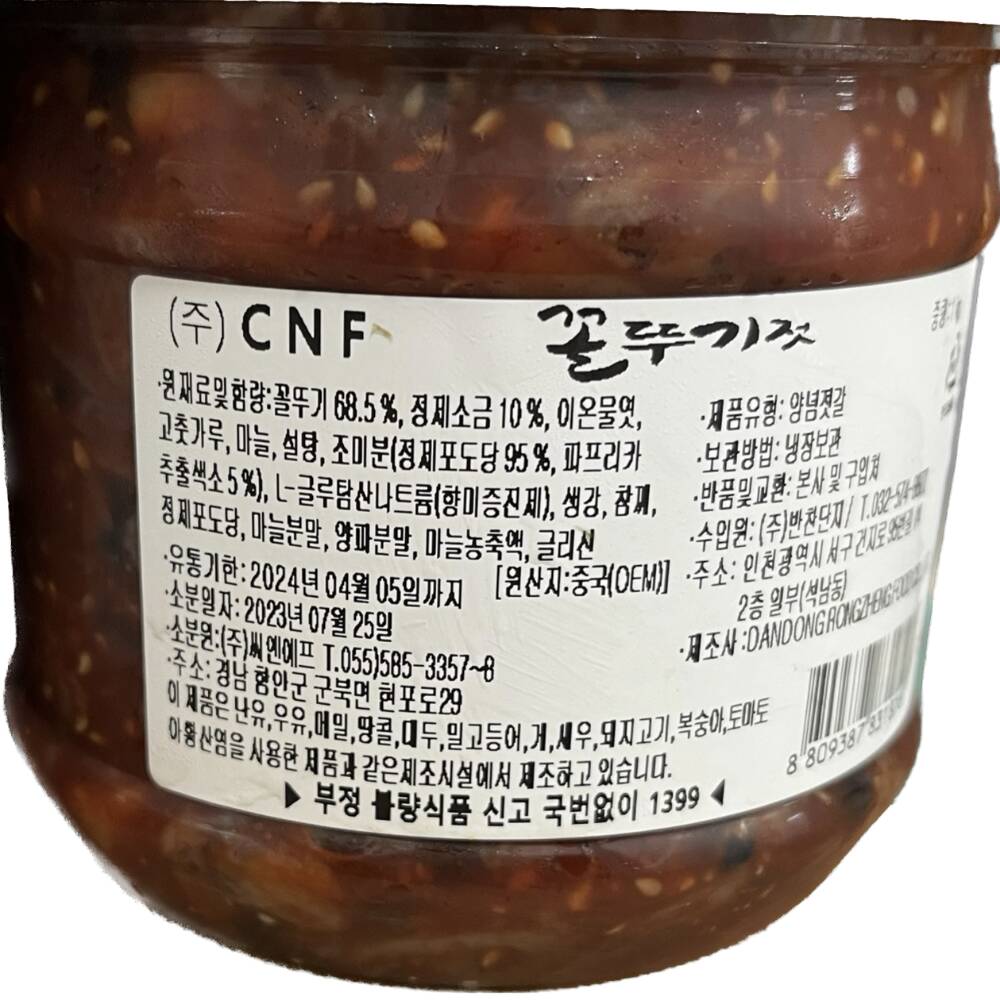 (주) CNF
꼴뚜기젓
·원재료및함량:꼴뚜기 68.5%, 정제소금 10%, 이온물엿,
고춧가루, 마늘, 설탕, 조미분(정제포도당 95%, 파프리카
추출색소 5%), L-글루탐산나트륨(향미증진제), 생강, 참깨,
정제포도당, 마늘분말, 양파분말, 마늘농축액, 글리신
·유통기한: 2024년 04월 05일까지 [원산지:중국(OEM)]
·소분일자: 2023년 07월 25일
·소분원:(주)씨엔에프 T.055)585-3357~8
·주소: 경남 함안군 군북면 현포로29
이 제품은 난유,우유,메밀,땅콩,대두,밀고등어,게,새우,돼지고기,복숭아,토마토
아황산염을 사용한 제품과 같은제조시설에서 제조하고 있습니다.
▶ 부정 불량식품 신고 국번없이 1399 ◀
·제품유형: 양념젓갈
·보관방법: 냉장보관
·반품및교환: 본사 및 구입처
·수입원: (주)반찬단지 / T.032-574-
·주소: 인천광역시 서구 건지로
2층 일부(석남동)
·제조사 :DANDONG RONGZHENG FOOD
중량:1
8 809387 83